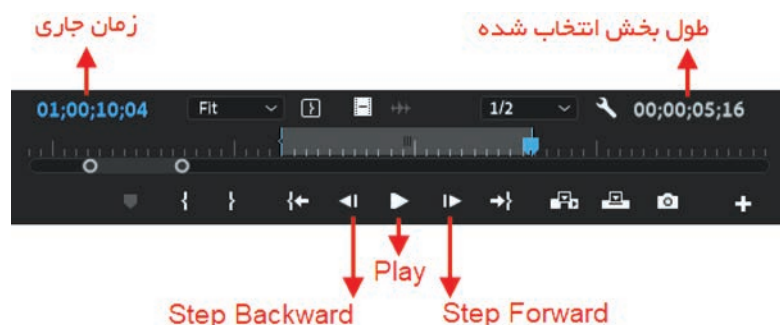 زمان جاری
طول بخش انتخاب شده
01;00;10;04 Fit 1/2 00;00;05;16
Play
Step Backward Step Forward